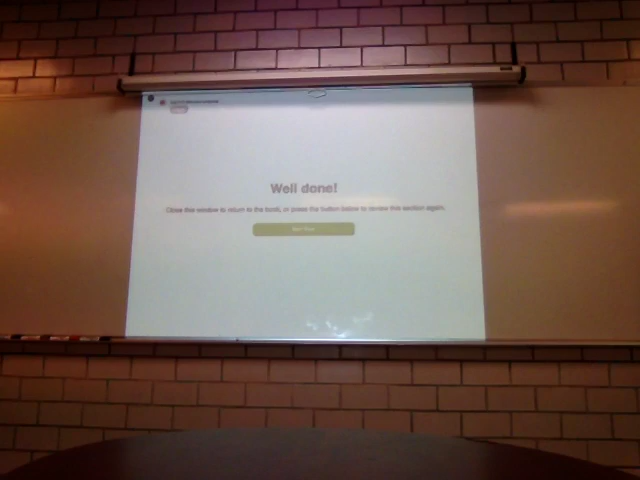 Well done!
Close this window to return to the book, or press the button below to review this section again.